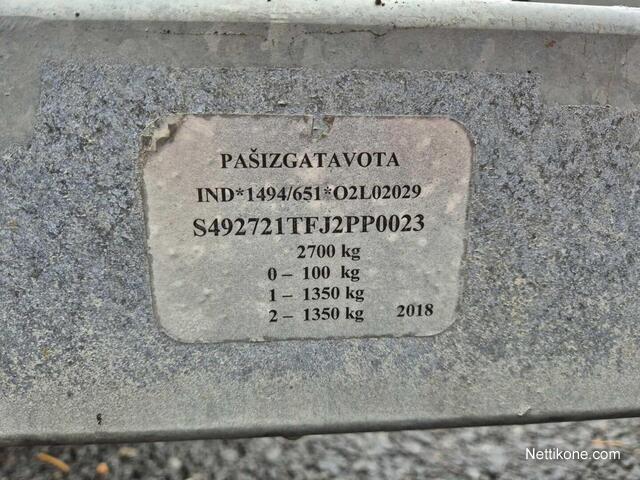 PAŠIZGATAVOTA
IND*1494/651*O2L02029
S492721TFJ2PP0023
2700 kg
0 – 100 kg
1 – 1350 kg
2 – 1350 kg 2018
Nettikone.com